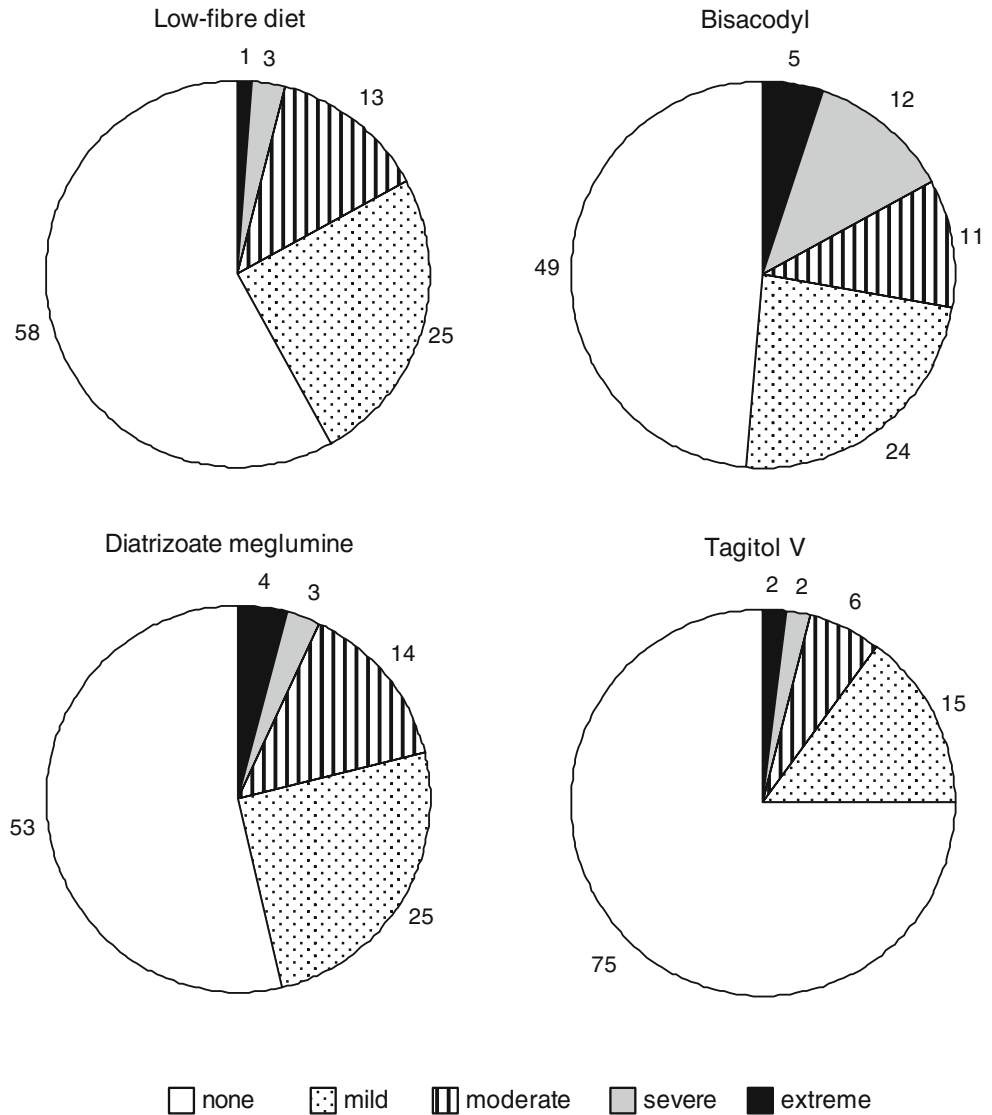 Low-fibre diet
1 3
13
25
58
Bisacodyl
5
12
11
24
49
Diatrizoate meglumine
4 3
14
25
53
Tagitol V
2 2 6
15
75
none mild moderate severe extreme